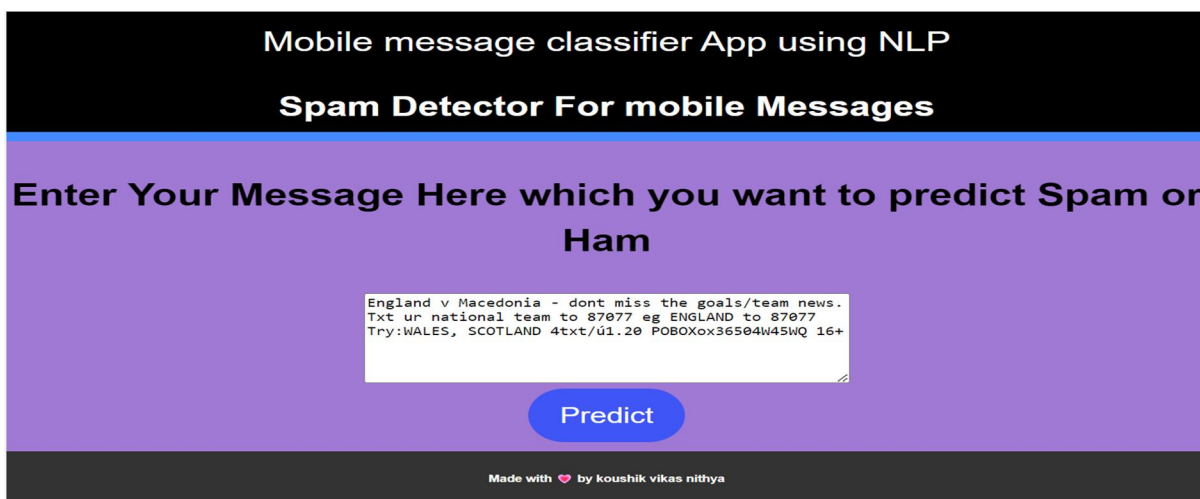 Mobile message classifier App using NLP
Spam Detector For mobile Messages
Enter Your Message Here which you want to predict Spam or
Ham
England v Macedonia - dont miss the goals/team news.
Txt ur national team to 87077 eg ENGLAND to 87077
Try:WALES, SCOTLAND 4txt/ú1.20 POBOXox36504W45WQ 16+
Predict
Made with 💗 by koushik vikas nithya